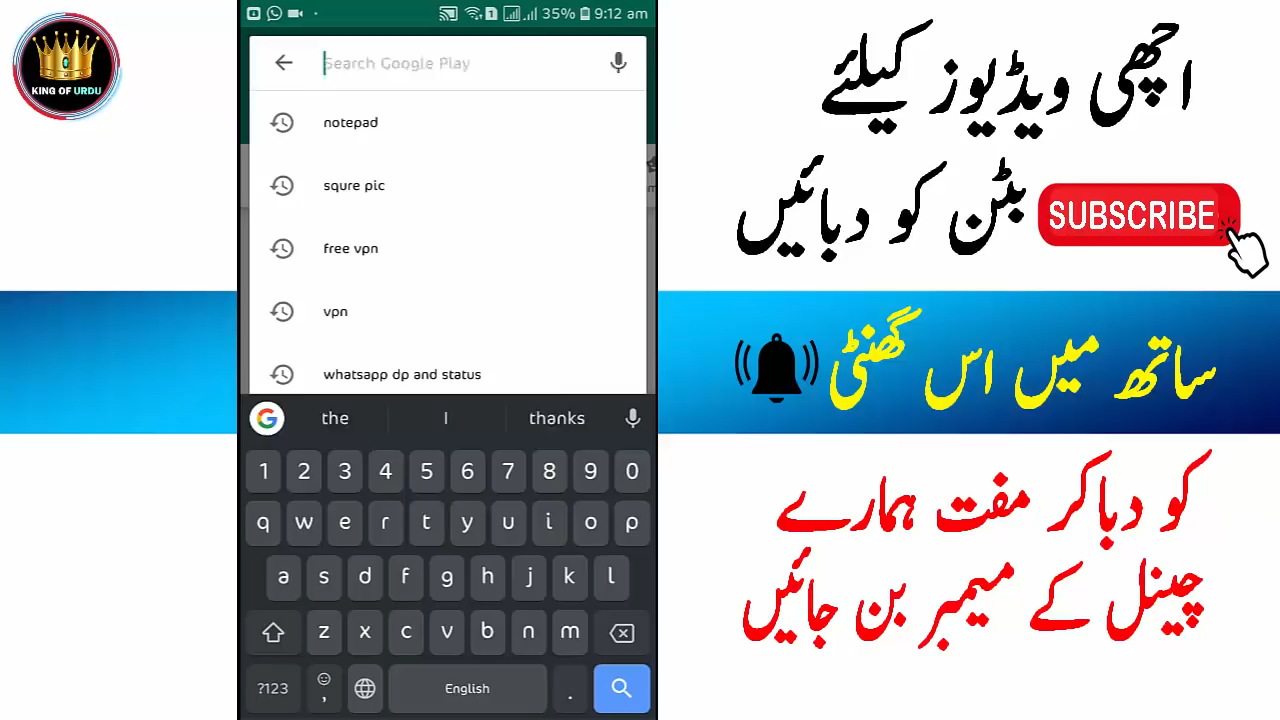 KING OF URDU
35% 9:12 am
Search Google Play
notepad
squre pic
free vpn
vpn
whatsapp dp and status
the I thanks
1 2 3 4 5 6 7 8 9 0
q w e r t y u i o p
a s d f g h j k l
z x c v b n m
?123 , English .
اچھی ویڈیوز کیلئے
SUBSCRIBE بٹن کو دبائیں
ساتھ میں اس گھنٹی
کو دبا کر مفت ہمارے
چینل کے میمبر بن جائیں